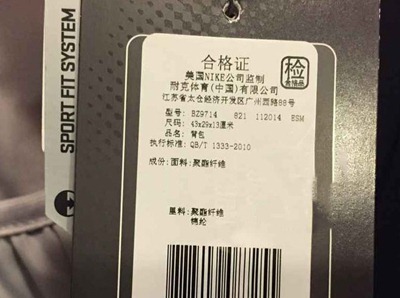 SPORT FIT SYSTEM
合格证
检
合格品
美国NIKE公司监制
耐克体育(中国)有限公司
江苏省太仓经济开发区广州西路88号
型号: BZ9714 821 112014 ESM
尺码: 43x29x13厘米
品名: 背包
执行标准: QB/T 1333-2010
成份: 面料: 聚酯纤维
里料: 聚酯纤维
棉纶